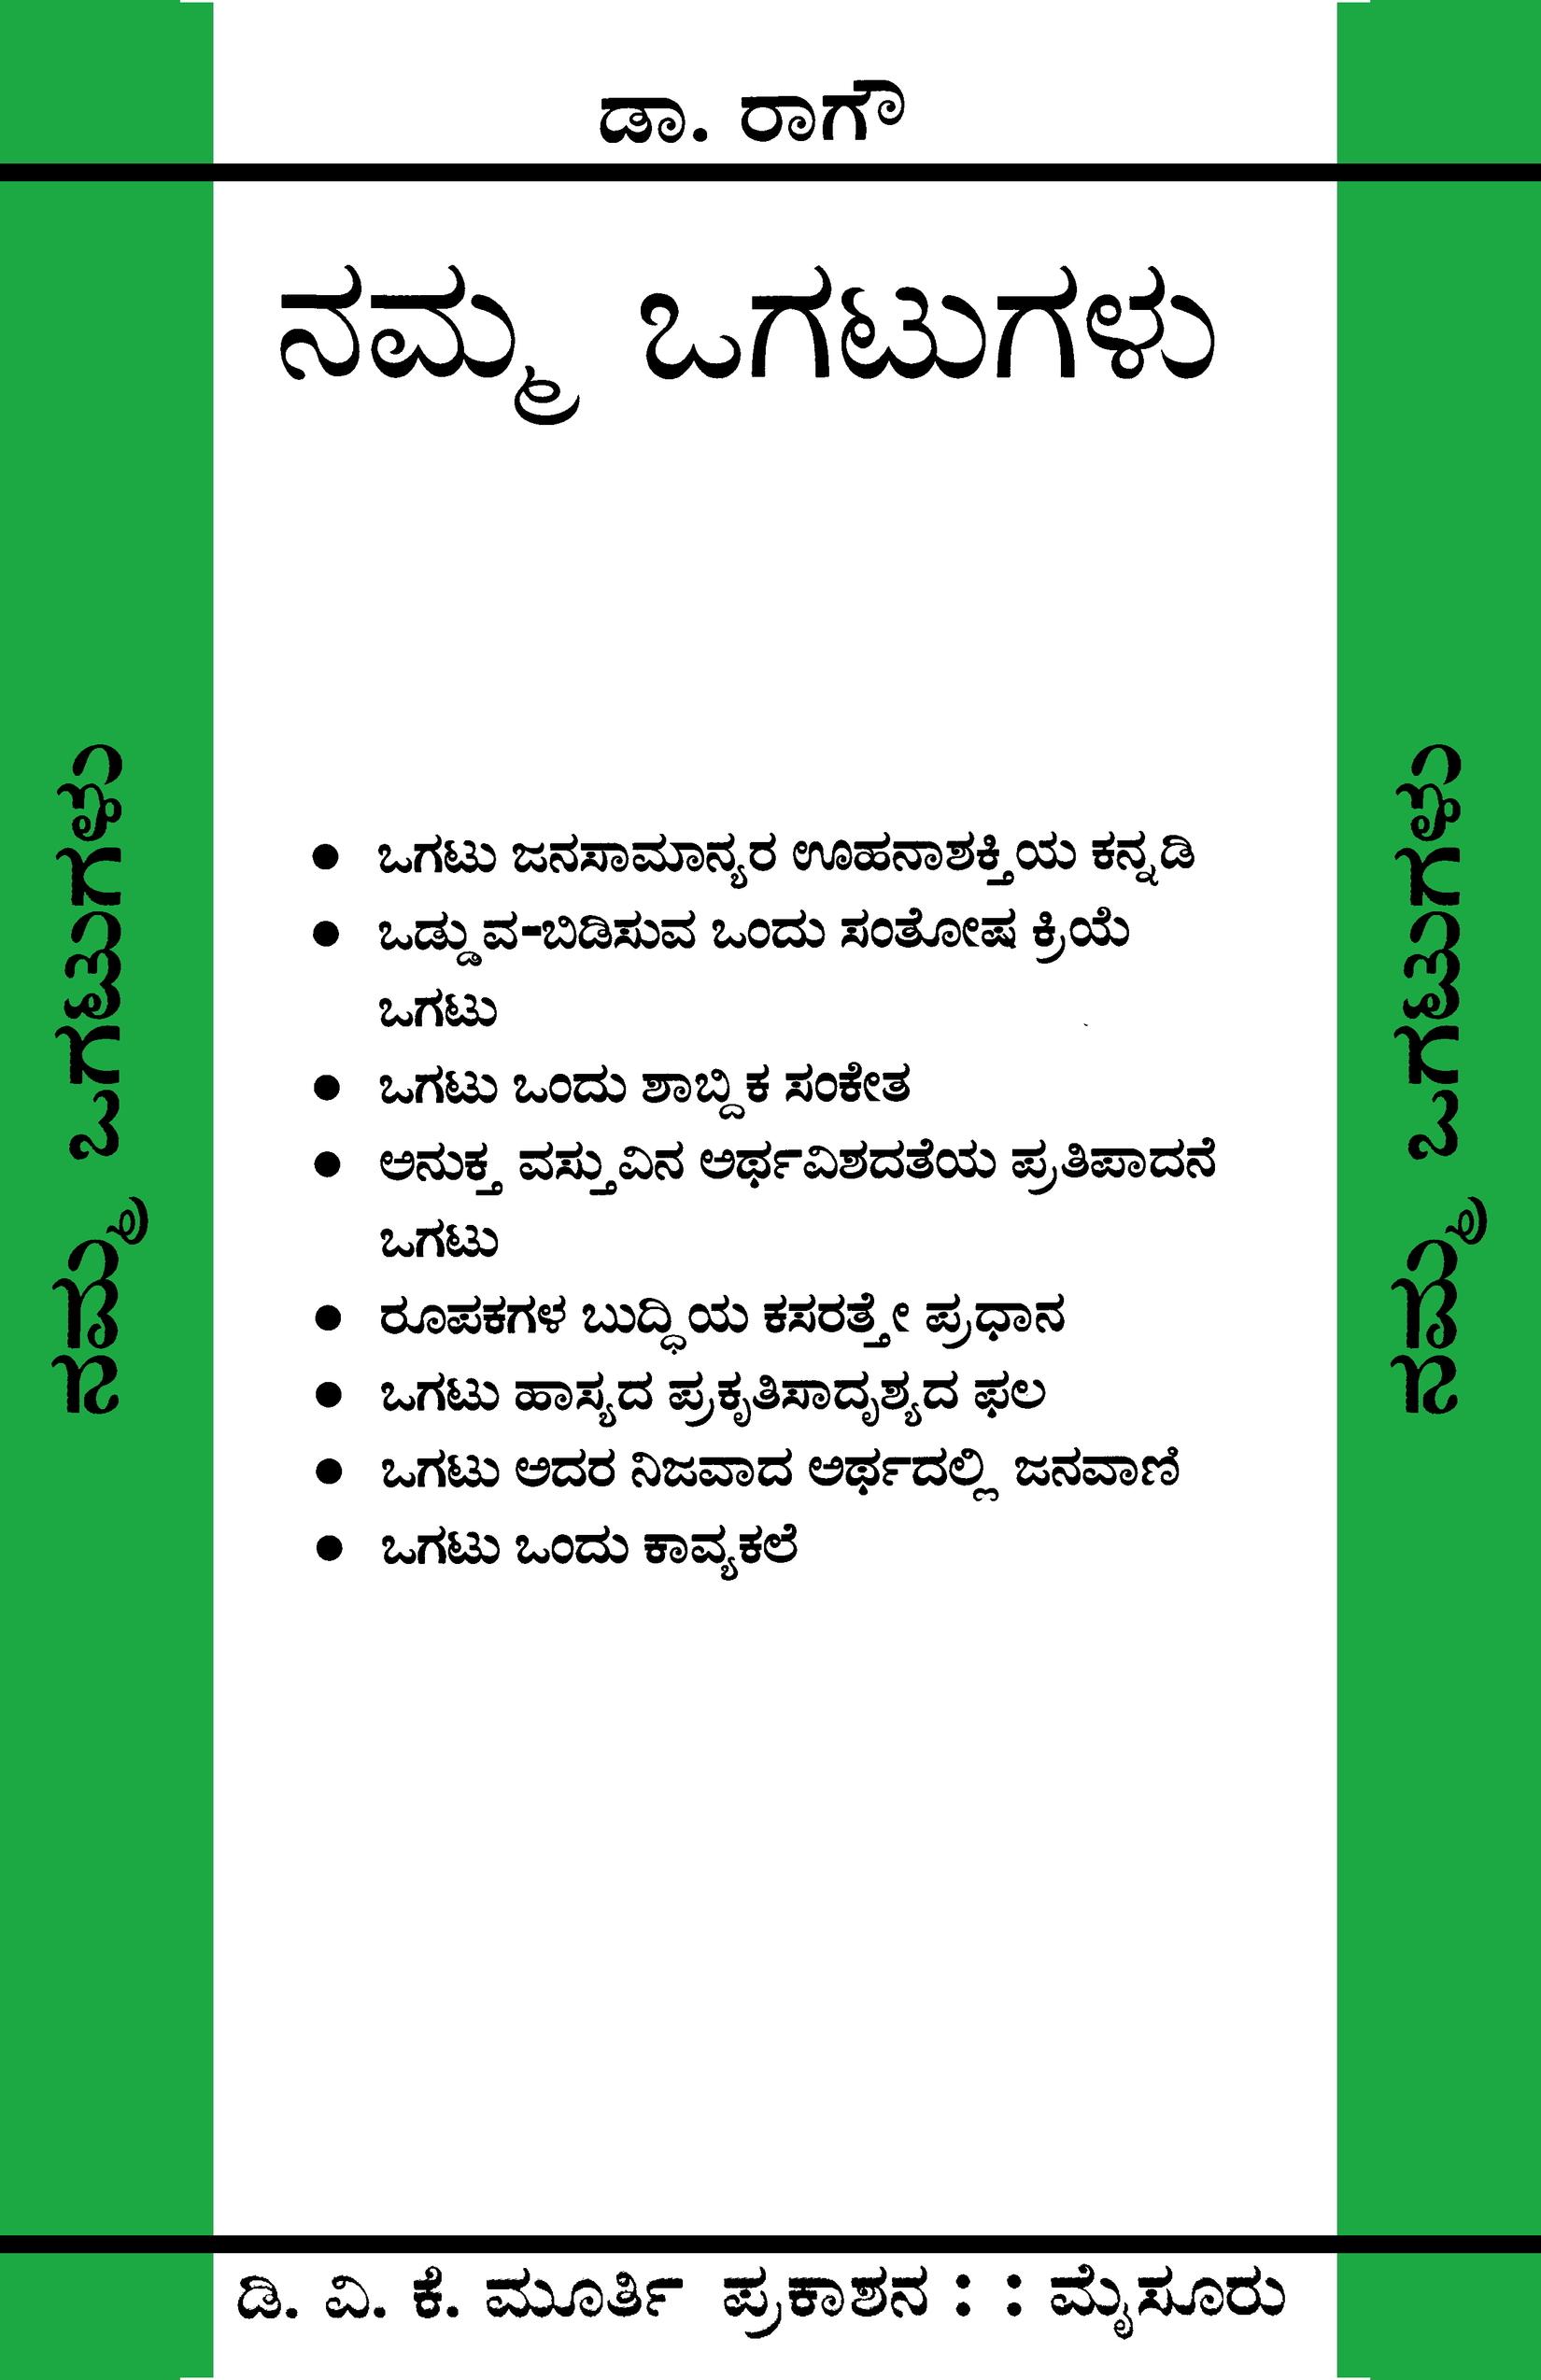 ಡಾ. ರಾಗೌ
ನಮ್ಮ ಒಗಟುಗಳು
ನಮ್ಮ ಒಗಟುಗಳು
• ಒಗಟು ಜನಸಾಮಾನ್ಯರ ಊಹನಾಶಕ್ತಿಯ ಕನ್ನಡಿ
• ಒಡ್ಡುವ-ಬಿಡಿಸುವ ಒಂದು ಸಂತೋಷ ಕ್ರಿಯೆ
ಒಗಟು
• ಒಗಟು ಒಂದು ಶಾಬ್ದಿಕ ಸಂಕೇತ
• ಅನುಕ್ತ ವಸ್ತುವಿನ ಅರ್ಥವಿಶದತೆಯ ಪ್ರತಿಪಾದನೆ
ಒಗಟು
• ರೂಪಕಗಳ ಬುದ್ಧಿಯ ಕಸರತ್ತೇ ಪ್ರಧಾನ
• ಒಗಟು ಹಾಸ್ಯದ ಪ್ರಕೃತಿಸಾದೃಶ್ಯದ ಫಲ
• ಒಗಟು ಅದರ ನಿಜವಾದ ಅರ್ಥದಲ್ಲಿ ಜನವಾಣಿ
• ಒಗಟು ಒಂದು ಕಾವ್ಯಕಲೆ
ನಮ್ಮ ಒಗಟುಗಳು
ಡಿ. ವಿ. ಕೆ. ಮೂರ್ತಿ ಪ್ರಕಾಶನ : : ಮೈಸೂರು